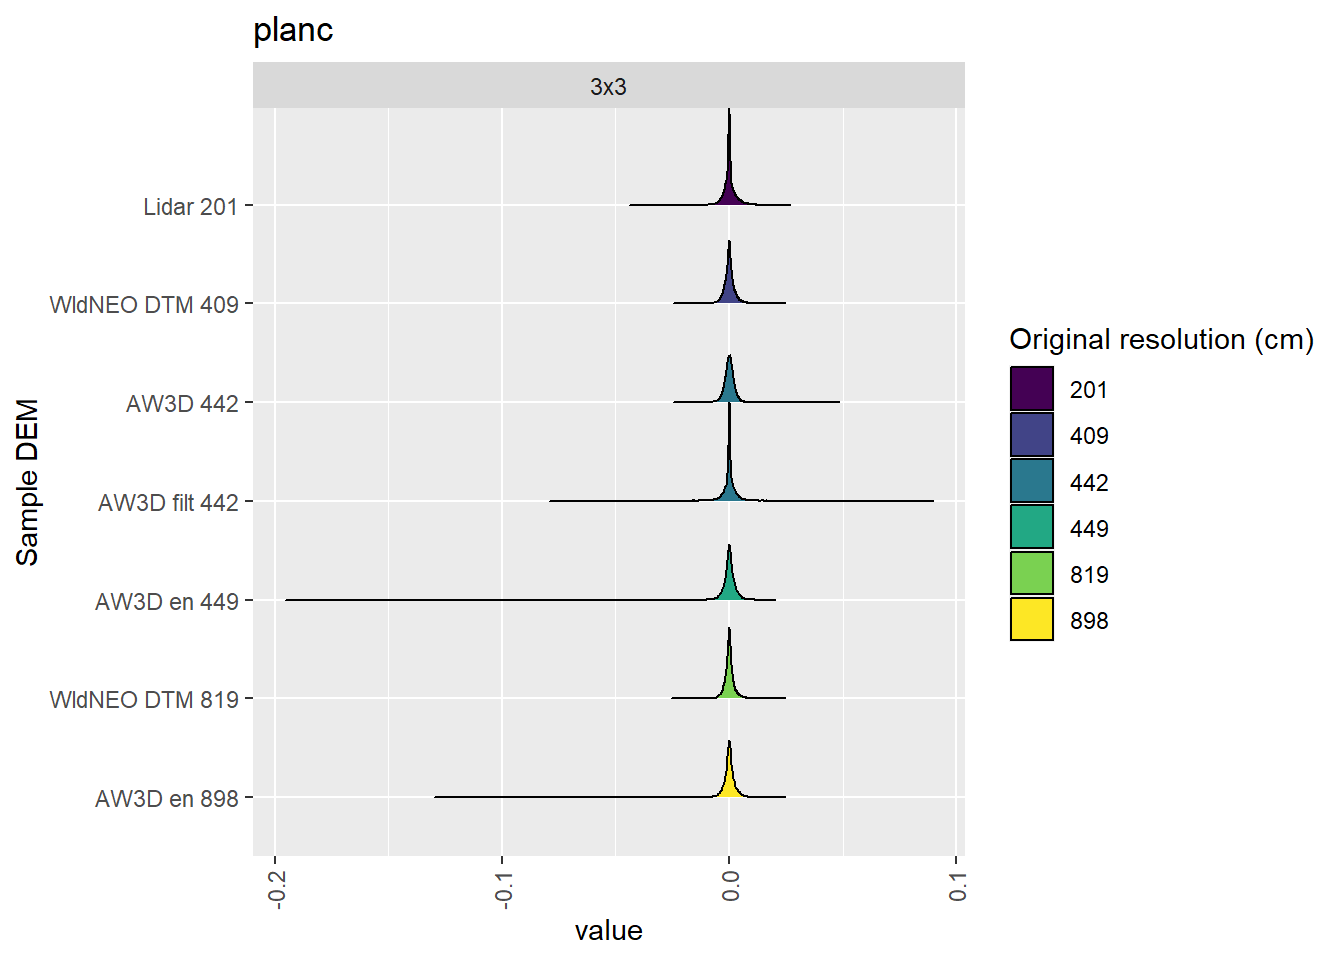 planc
3x3
Sample DEM
Lidar 201
WldNEO DTM 409
AW3D 442
AW3D filt 442
AW3D en 449
WldNEO DTM 819
AW3D en 898
-0.2
-0.1
0.0
0.1
value
Original resolution (cm)
201
409
442
449
819
898